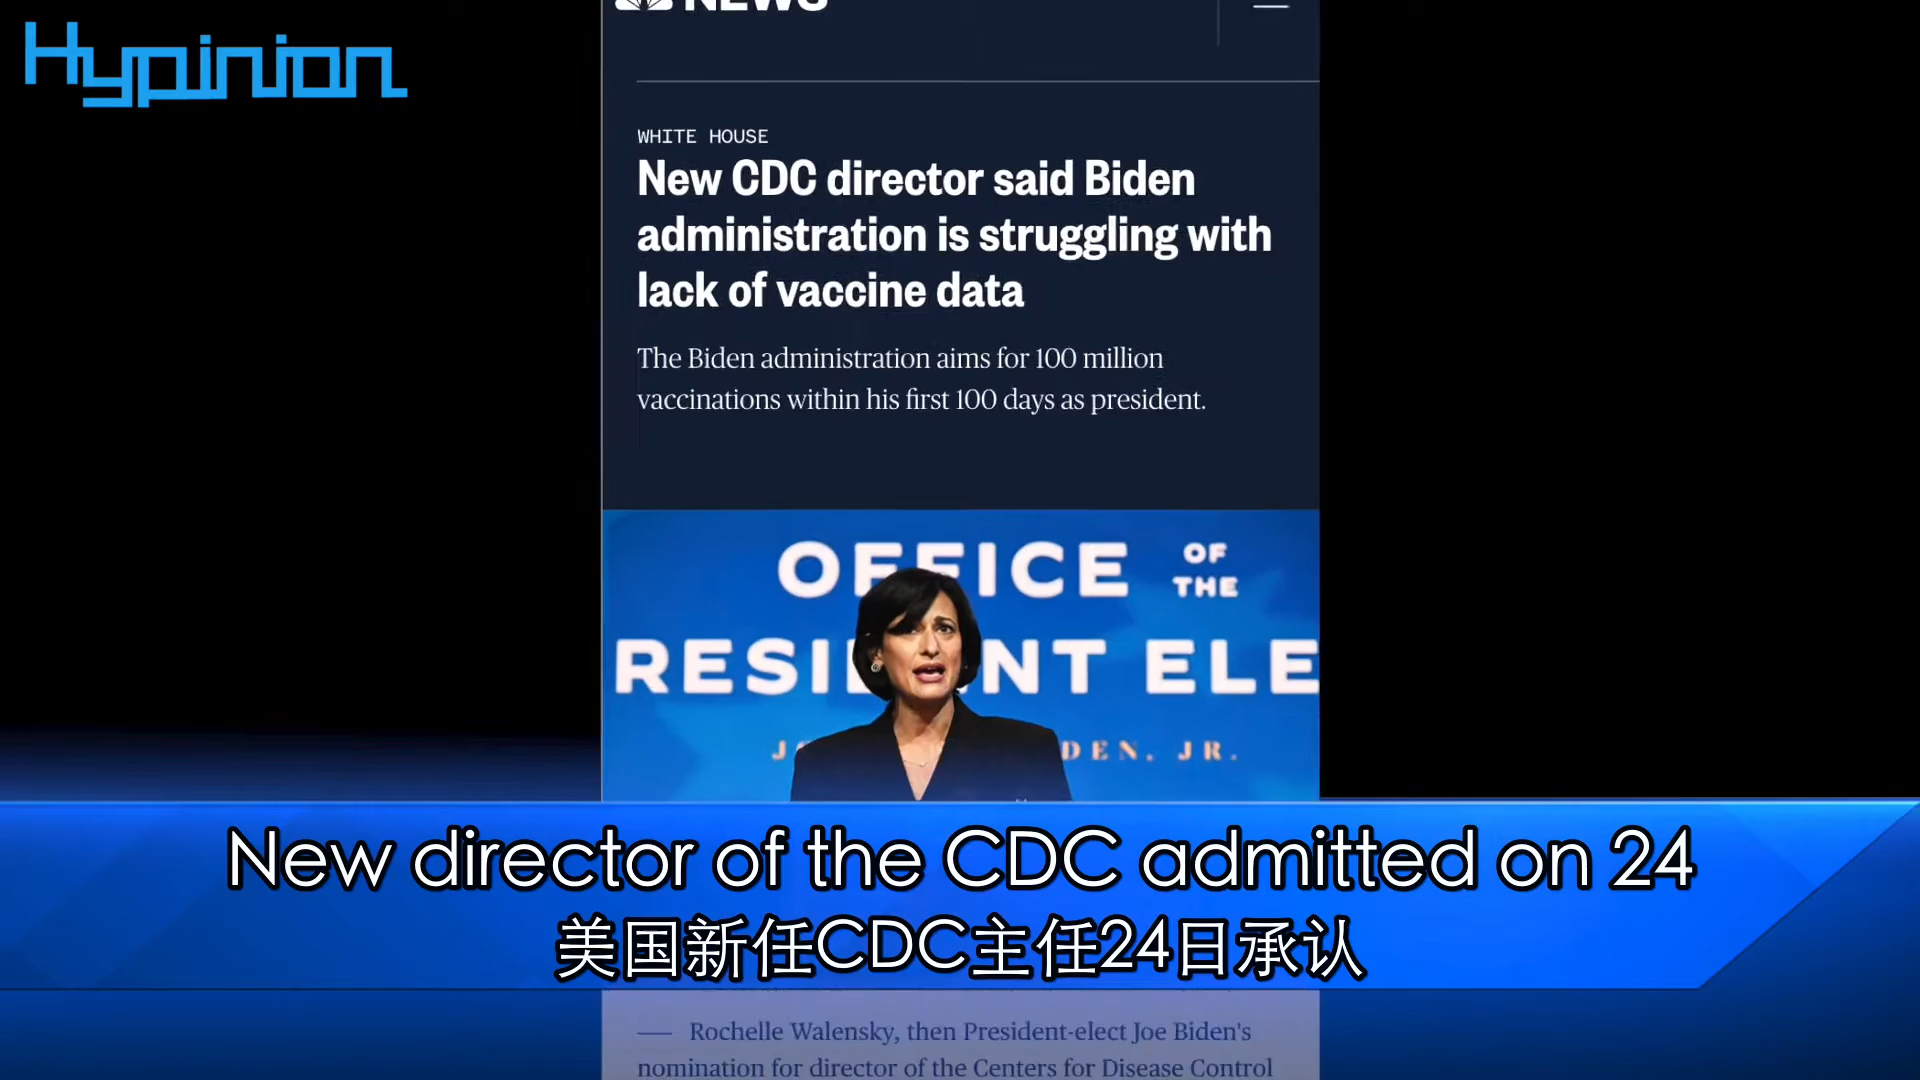 Hypinion
NEWS
WHITE HOUSE
New CDC director said Biden
administration is struggling with
lack of vaccine data
The Biden administration aims for 100 million
vaccinations within his first 100 days as president.
OFFICE OF
THE
RESI NT ELE
J DEN, JR.
New director of the CDC admitted on 24
美国新任CDC主任24日承认
— Rochelle Walensky, then President-elect Joe Biden's
nomination for director of the Centers for Disease Control